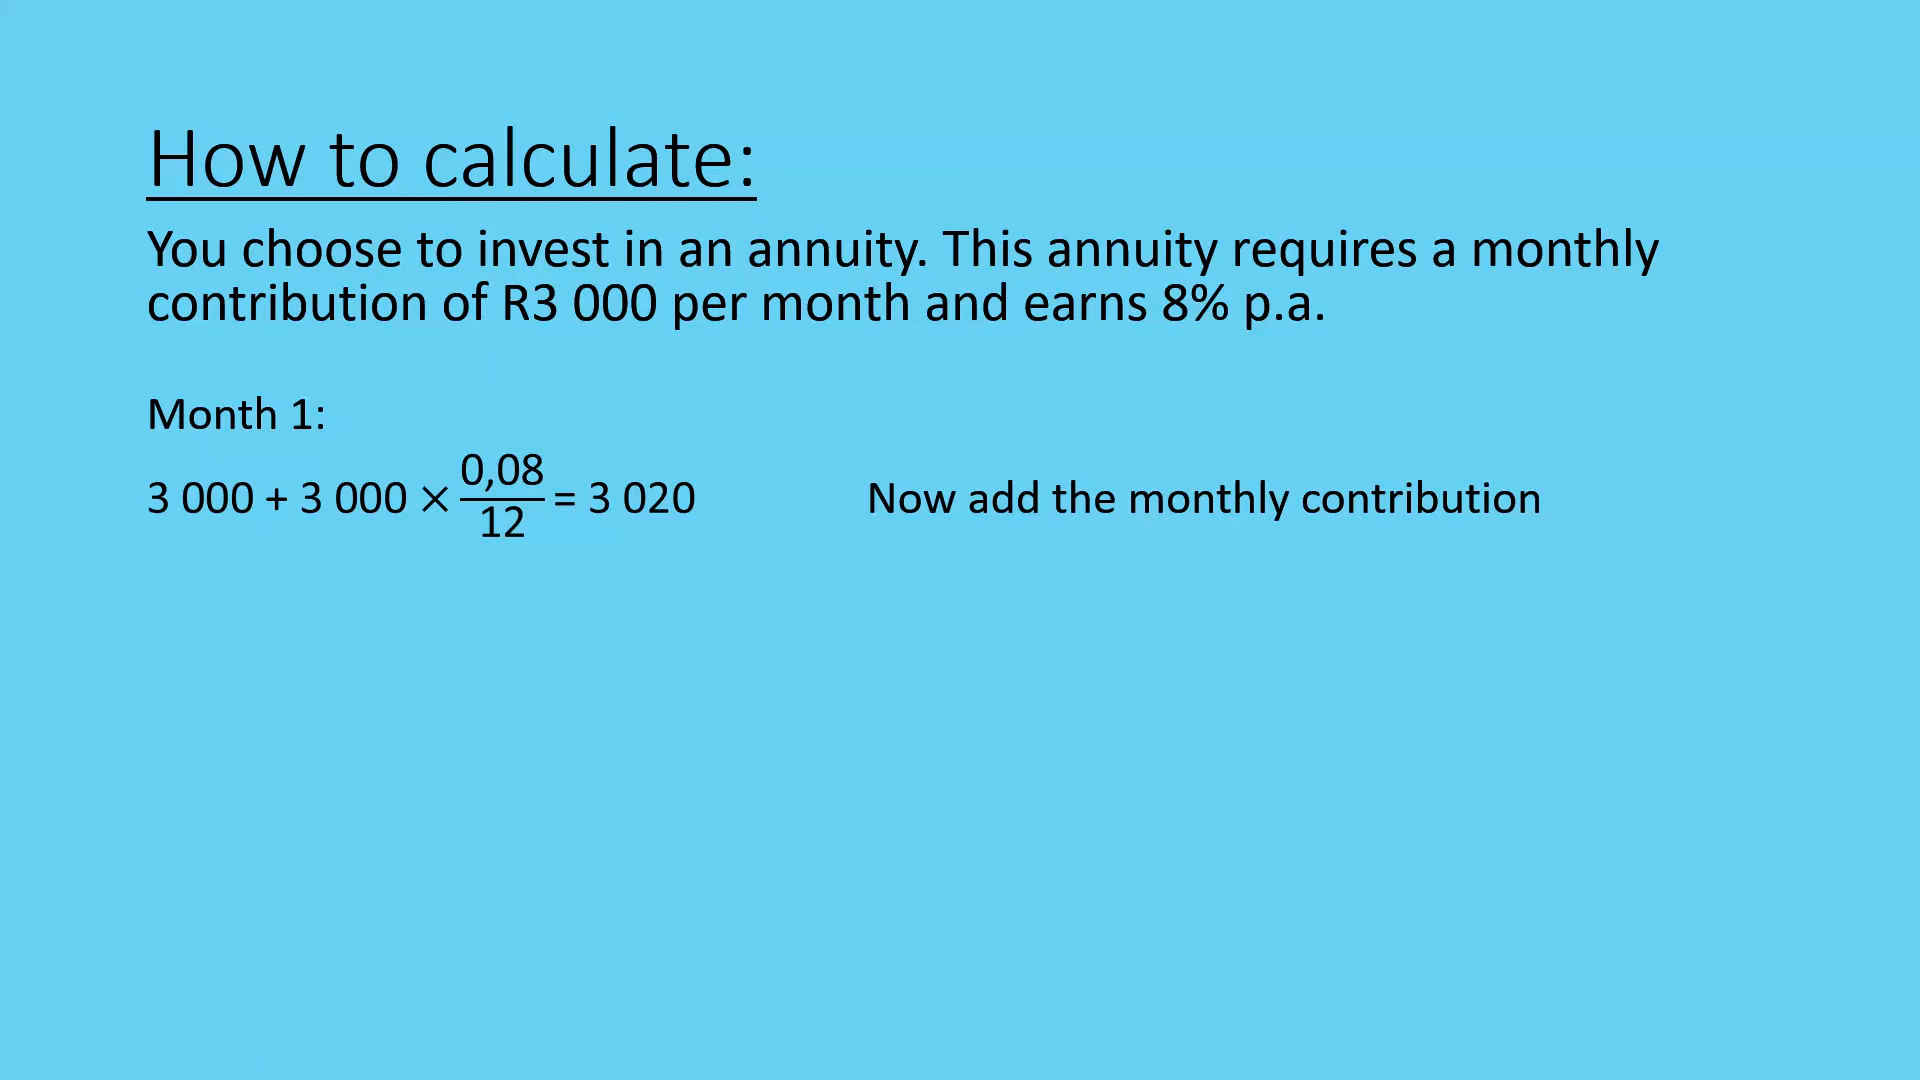 How to calculate:
You choose to invest in an annuity. This annuity requires a monthly
contribution of R3 000 per month and earns 8% p.a.
Month 1:
3 000 + 3 000 × 0,08/12 = 3 020 Now add the monthly contribution